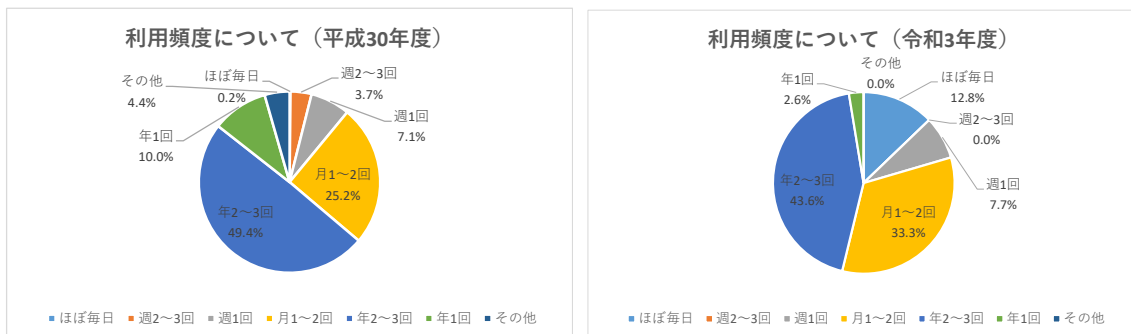 利用頻度について（平成30年度）
その他
4.4%
ほぼ毎日
0.2%
週2～3回
3.7%
週1回
7.1%
年1回
10.0%
月1～2回
25.2%
年2～3回
49.4%
ほぼ毎日 週2～3回 週1回 月1～2回 年2～3回 年1回 その他
利用頻度について（令和3年度）
その他
0.0%
年1回
2.6%
ほぼ毎日
12.8%
週2～3回
0.0%
週1回
7.7%
年2～3回
43.6%
月1～2回
33.3%
ほぼ毎日 週2～3回 週1回 月1～2回 年2～3回 年1回 その他